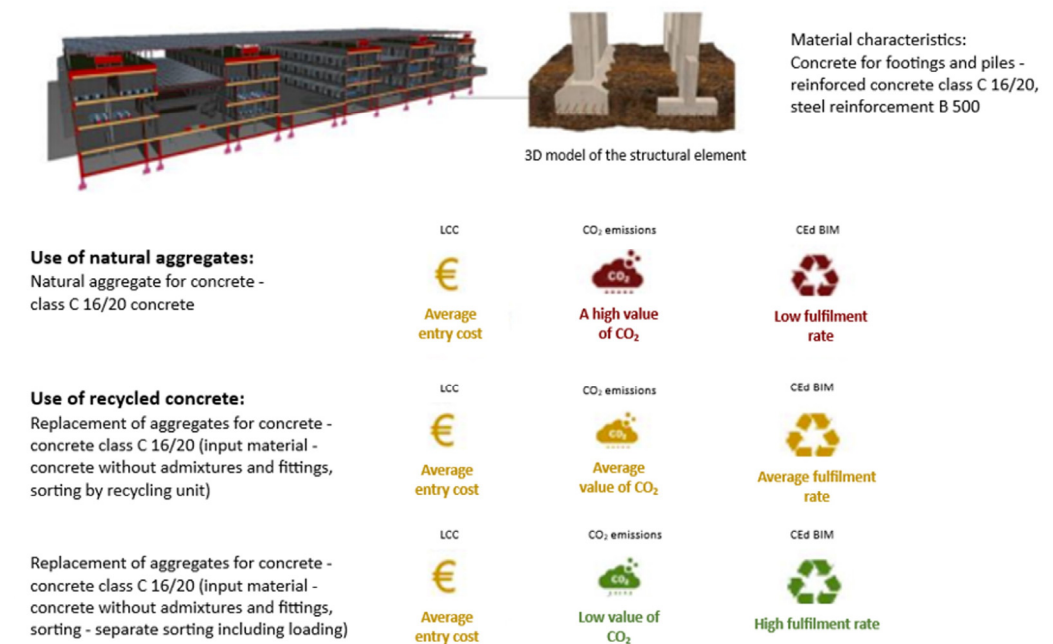 Material characteristics:
Concrete for footings and piles -
reinforced concrete class C 16/20,
steel reinforcement B 500
3D model of the structural element
LCC
CO₂ emissions
CEd BIM
Use of natural aggregates:
Natural aggregate for concrete -
class C 16/20 concrete
€
CO₂
Average
entry cost
A high value
of CO₂
Low fulfilment
rate
LCC
CO₂ emissions
CEd BIM
Use of recycled concrete:
Replacement of aggregates for concrete -
concrete class C 16/20 (input material -
concrete without admixtures and fittings,
sorting by recycling unit)
€
CO₂
Average
entry cost
Average
value of CO₂
Average fulfilment
rate
LCC
CO₂ emissions
CEd BIM
Replacement of aggregates for concrete -
concrete class C 16/20 (input material -
concrete without admixtures and fittings,
sorting - separate sorting including loading)
€
CO₂
Average
entry cost
Low value of
CO₂
High fulfilment rate